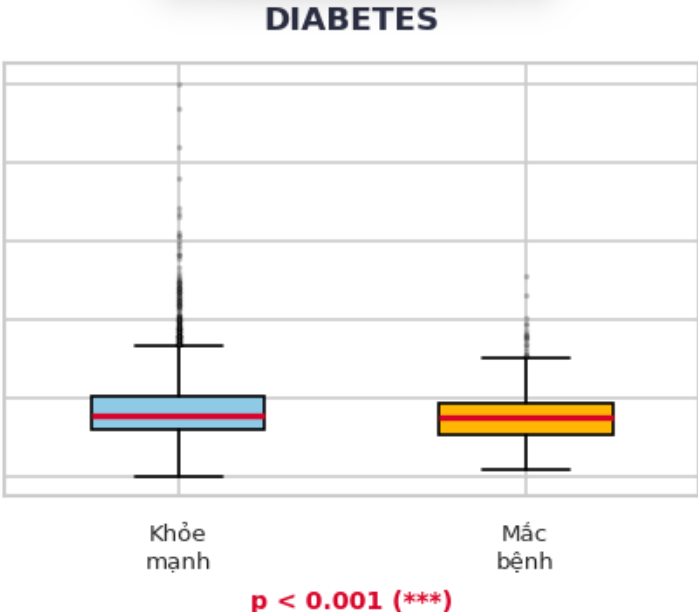 DIABETES
Khỏe
mạnh
Mắc
bệnh
p < 0.001 (***)